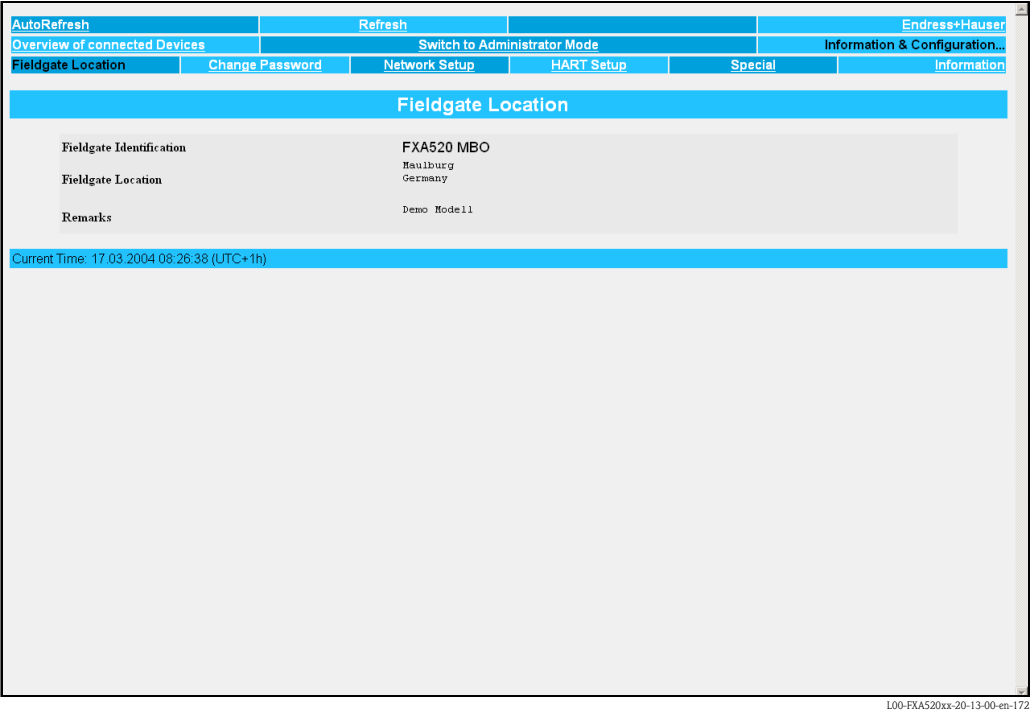 AutoRefresh Refresh Endress+Hauser
Overview of connected Devices Switch to Administrator Mode Information & Configuration...
Fieldgate Location Change Password Network Setup HART Setup Special Information
Fieldgate Location
Fieldgate Identification FXA520 MBO
Maulburg
Fieldgate Location Germany
Remarks Demo Modell
Current Time: 17.03.2004 08:26:38 (UTC+1h)
L00-FXA520xx-20-13-00-en-172